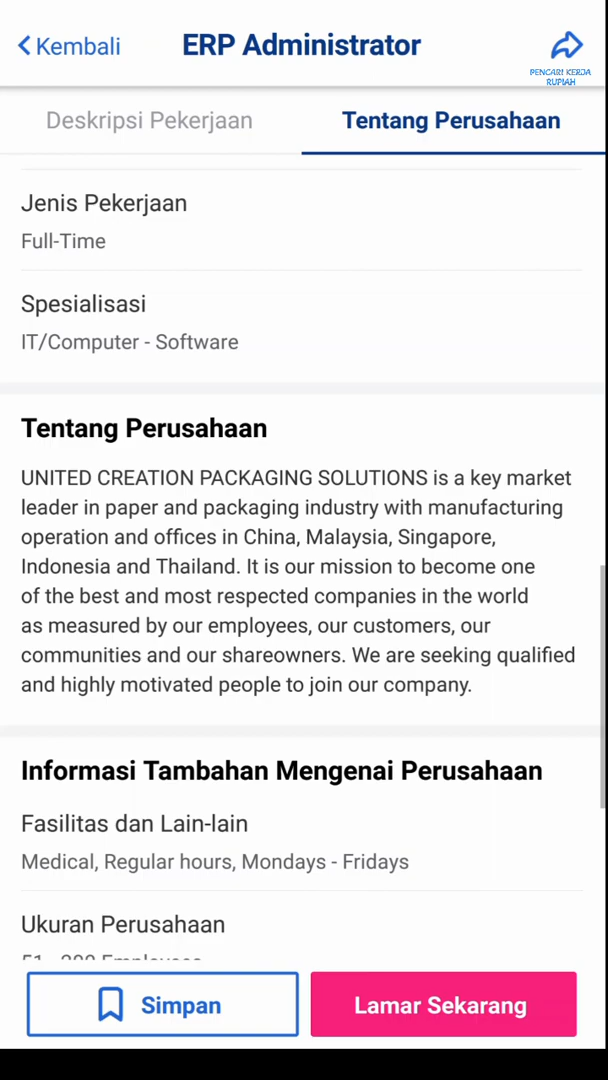 Kembali
ERP Administrator
PENCARI KERJA
RUPIAH
Deskripsi Pekerjaan
Tentang Perusahaan
Jenis Pekerjaan
Full-Time
Spesialisasi
IT/Computer - Software
Tentang Perusahaan
UNITED CREATION PACKAGING SOLUTIONS is a key market
leader in paper and packaging industry with manufacturing
operation and offices in China, Malaysia, Singapore,
Indonesia and Thailand. It is our mission to become one
of the best and most respected companies in the world
as measured by our employees, our customers, our
communities and our shareowners. We are seeking qualified
and highly motivated people to join our company.
Informasi Tambahan Mengenai Perusahaan
Fasilitas dan Lain-lain
Medical, Regular hours, Mondays - Fridays
Ukuran Perusahaan
Simpan
Lamar Sekarang